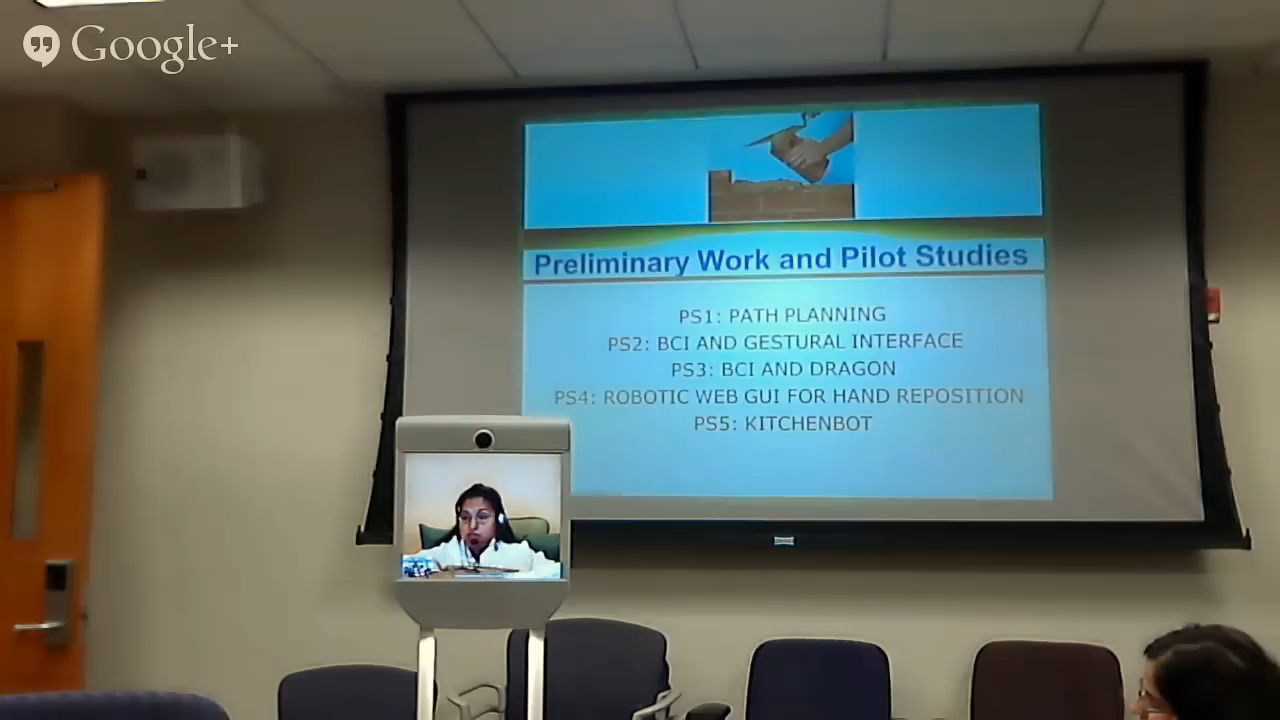 Google+
Preliminary Work and Pilot Studies
PS1: PATH PLANNING
PS2: BCI AND GESTURAL INTERFACE
PS3: BCI AND DRAGON
PS4: ROBOTIC WEB GUI FOR HAND REPOSITION
PS5: KITCHENBOT